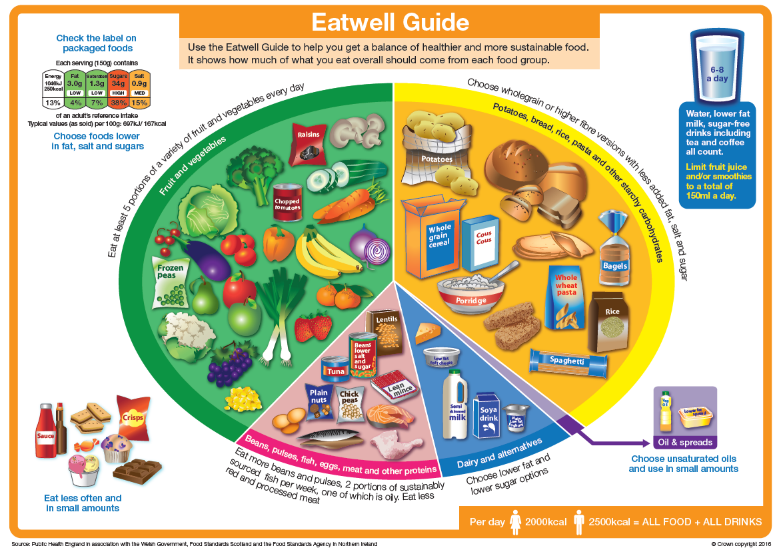 Eatwell Guide
Use the Eatwell Guide to help you get a balance of healthier and more sustainable food.
It shows how much of what you eat overall should come from each food group.
Check the label on
packaged foods
Each serving (150g) contains
Energy
1046kJ
250kcal
13%
Fat
3.0g
LOW
4%
Saturates
1.3g
LOW
7%
Sugars
34g
HIGH
38%
Salt
0.9g
MED
15%
of an adult's reference intake
Typical values (as sold) per 100g: 697kJ/ 167kcal
Choose foods lower
in fat, salt and sugars
6-8
a day
Water, lower fat
milk, sugar-free
drinks including
tea and coffee
all count.
Limit fruit juice
and/or smoothies
to a total of
150ml a day.
Eat at least 5 portions of a variety of fruit and vegetables every day
Fruit and vegetables
Raisins
Chopped
tomatoes
Frozen
peas
Choose wholegrain or higher fibre versions with less added fat, salt and sugar
Potatoes, bread, rice, pasta and other starchy carbohydrates
Potatoes
Whole
grain
cereal
Cous
Cous
Porridge
Bagels
Whole
wheat
pasta
Rice
Spaghetti
Lentils
Beans
lower
salt
and
sugar
Tuna
Plain
nuts
Chick
peas
Lean
mince
Beans, pulses, fish, eggs, meat and other proteins
Eat more beans and pulses, 2 portions of sustainably
sourced fish per week, one of which is oily. Eat less
red and processed meat
Semi
skimmed
milk
Soya
drink
Dairy and alternatives
Choose lower fat and
lower sugar options
Oil & spreads
Choose unsaturated oils
and use in small amounts
Sauce
Crisps
Eat less often and
in small amounts
Per day 2000kcal 2500kcal = ALL FOOD + ALL DRINKS
Source: Public Health England in association with the Welsh Government, Food Standards Scotland and the Food Standards Agency in Northern Ireland
© Crown copyright 2016